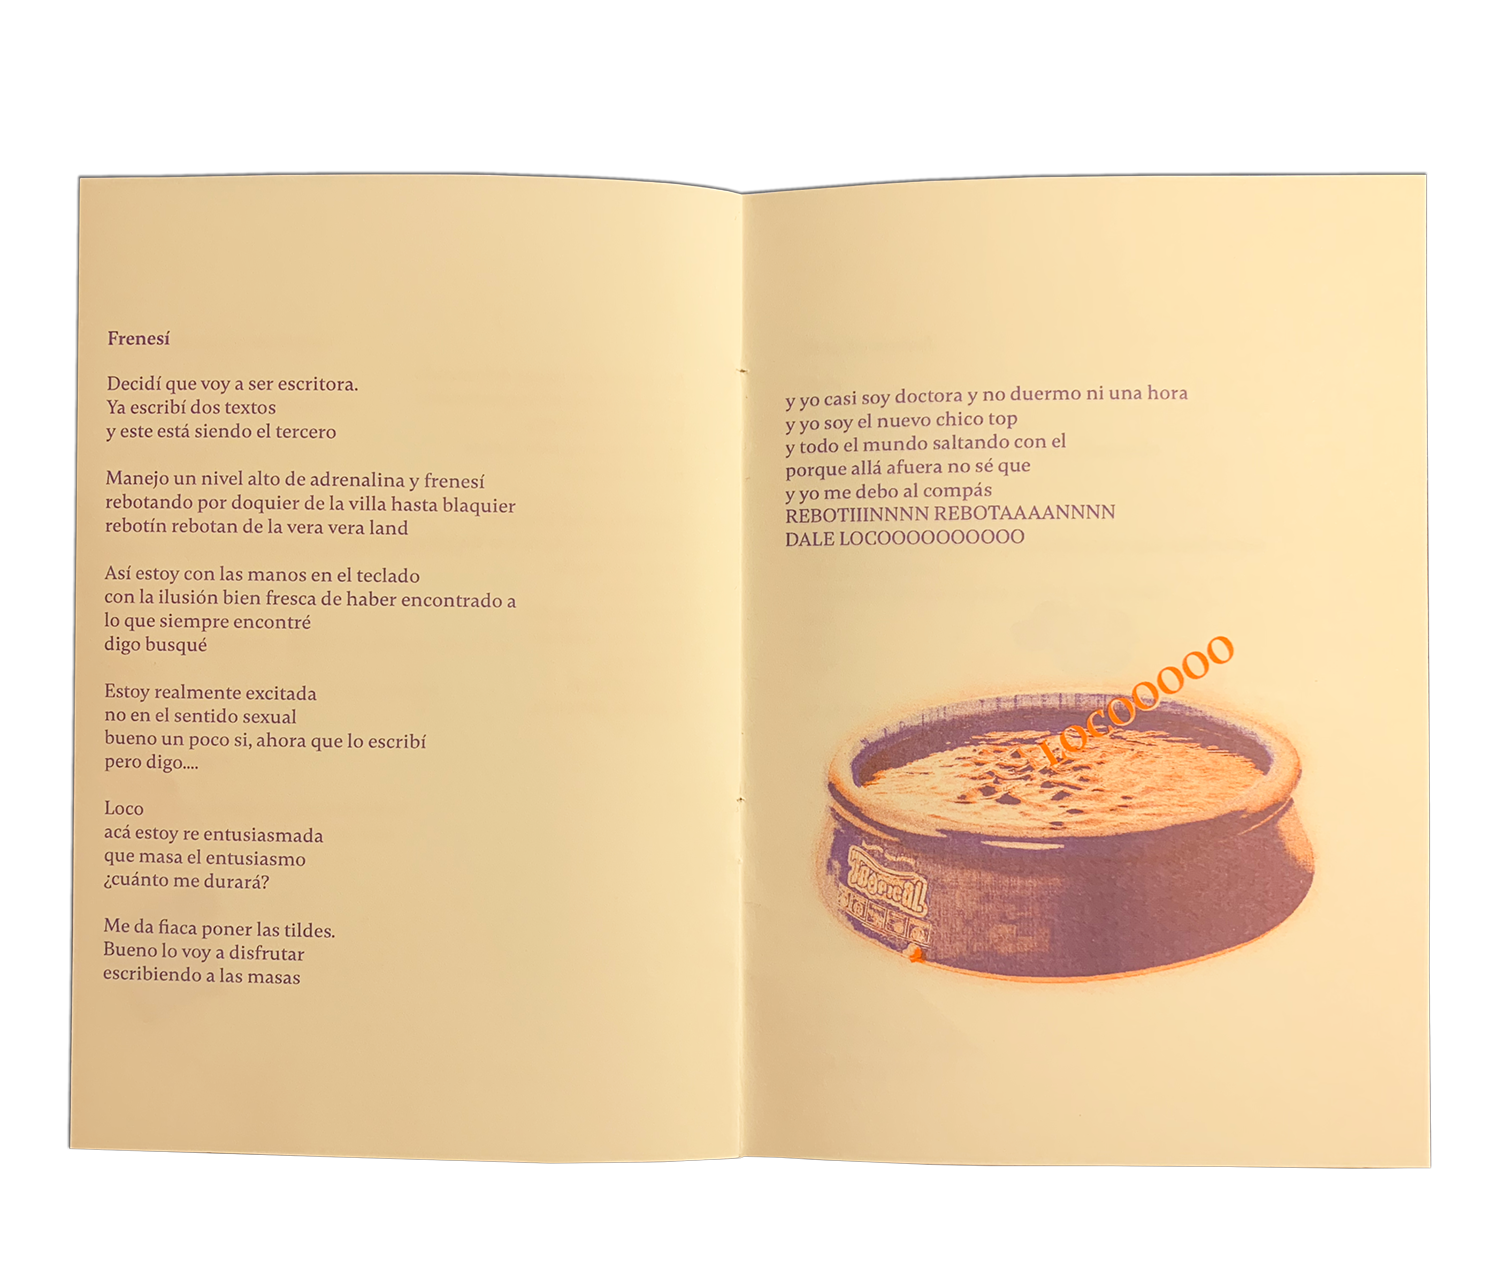 Frenesí
Decidí que voy a ser escritora.
Ya escribí dos textos
y este está siendo el tercero
Manejo un nivel alto de adrenalina y frenesí
rebotando por doquier de la villa hasta blaquier
rebotín rebotan de la vera vera land
Así estoy con las manos en el teclado
con la ilusión bien fresca de haber encontrado a
lo que siempre encontré
digo busqué
Estoy realmente excitada
no en el sentido sexual
bueno un poco si, ahora que lo escribí
pero digo....
Loco
acá estoy re entusiasmada
que masa el entusiasmo
¿cuánto me durará?
Me da fiaca poner las tildes.
Bueno lo voy a disfrutar
escribiendo a las masas
y yo casi soy doctora y no duermo ni una hora
y yo soy el nuevo chico top
y todo el mundo saltando con el
porque allá afuera no sé que
y yo me debo al compás
REBOTIIINNNN REBOTAAAANNNN
DALE LOCOOOOOOOOOO
LOCOOOOOO
TROPICAL